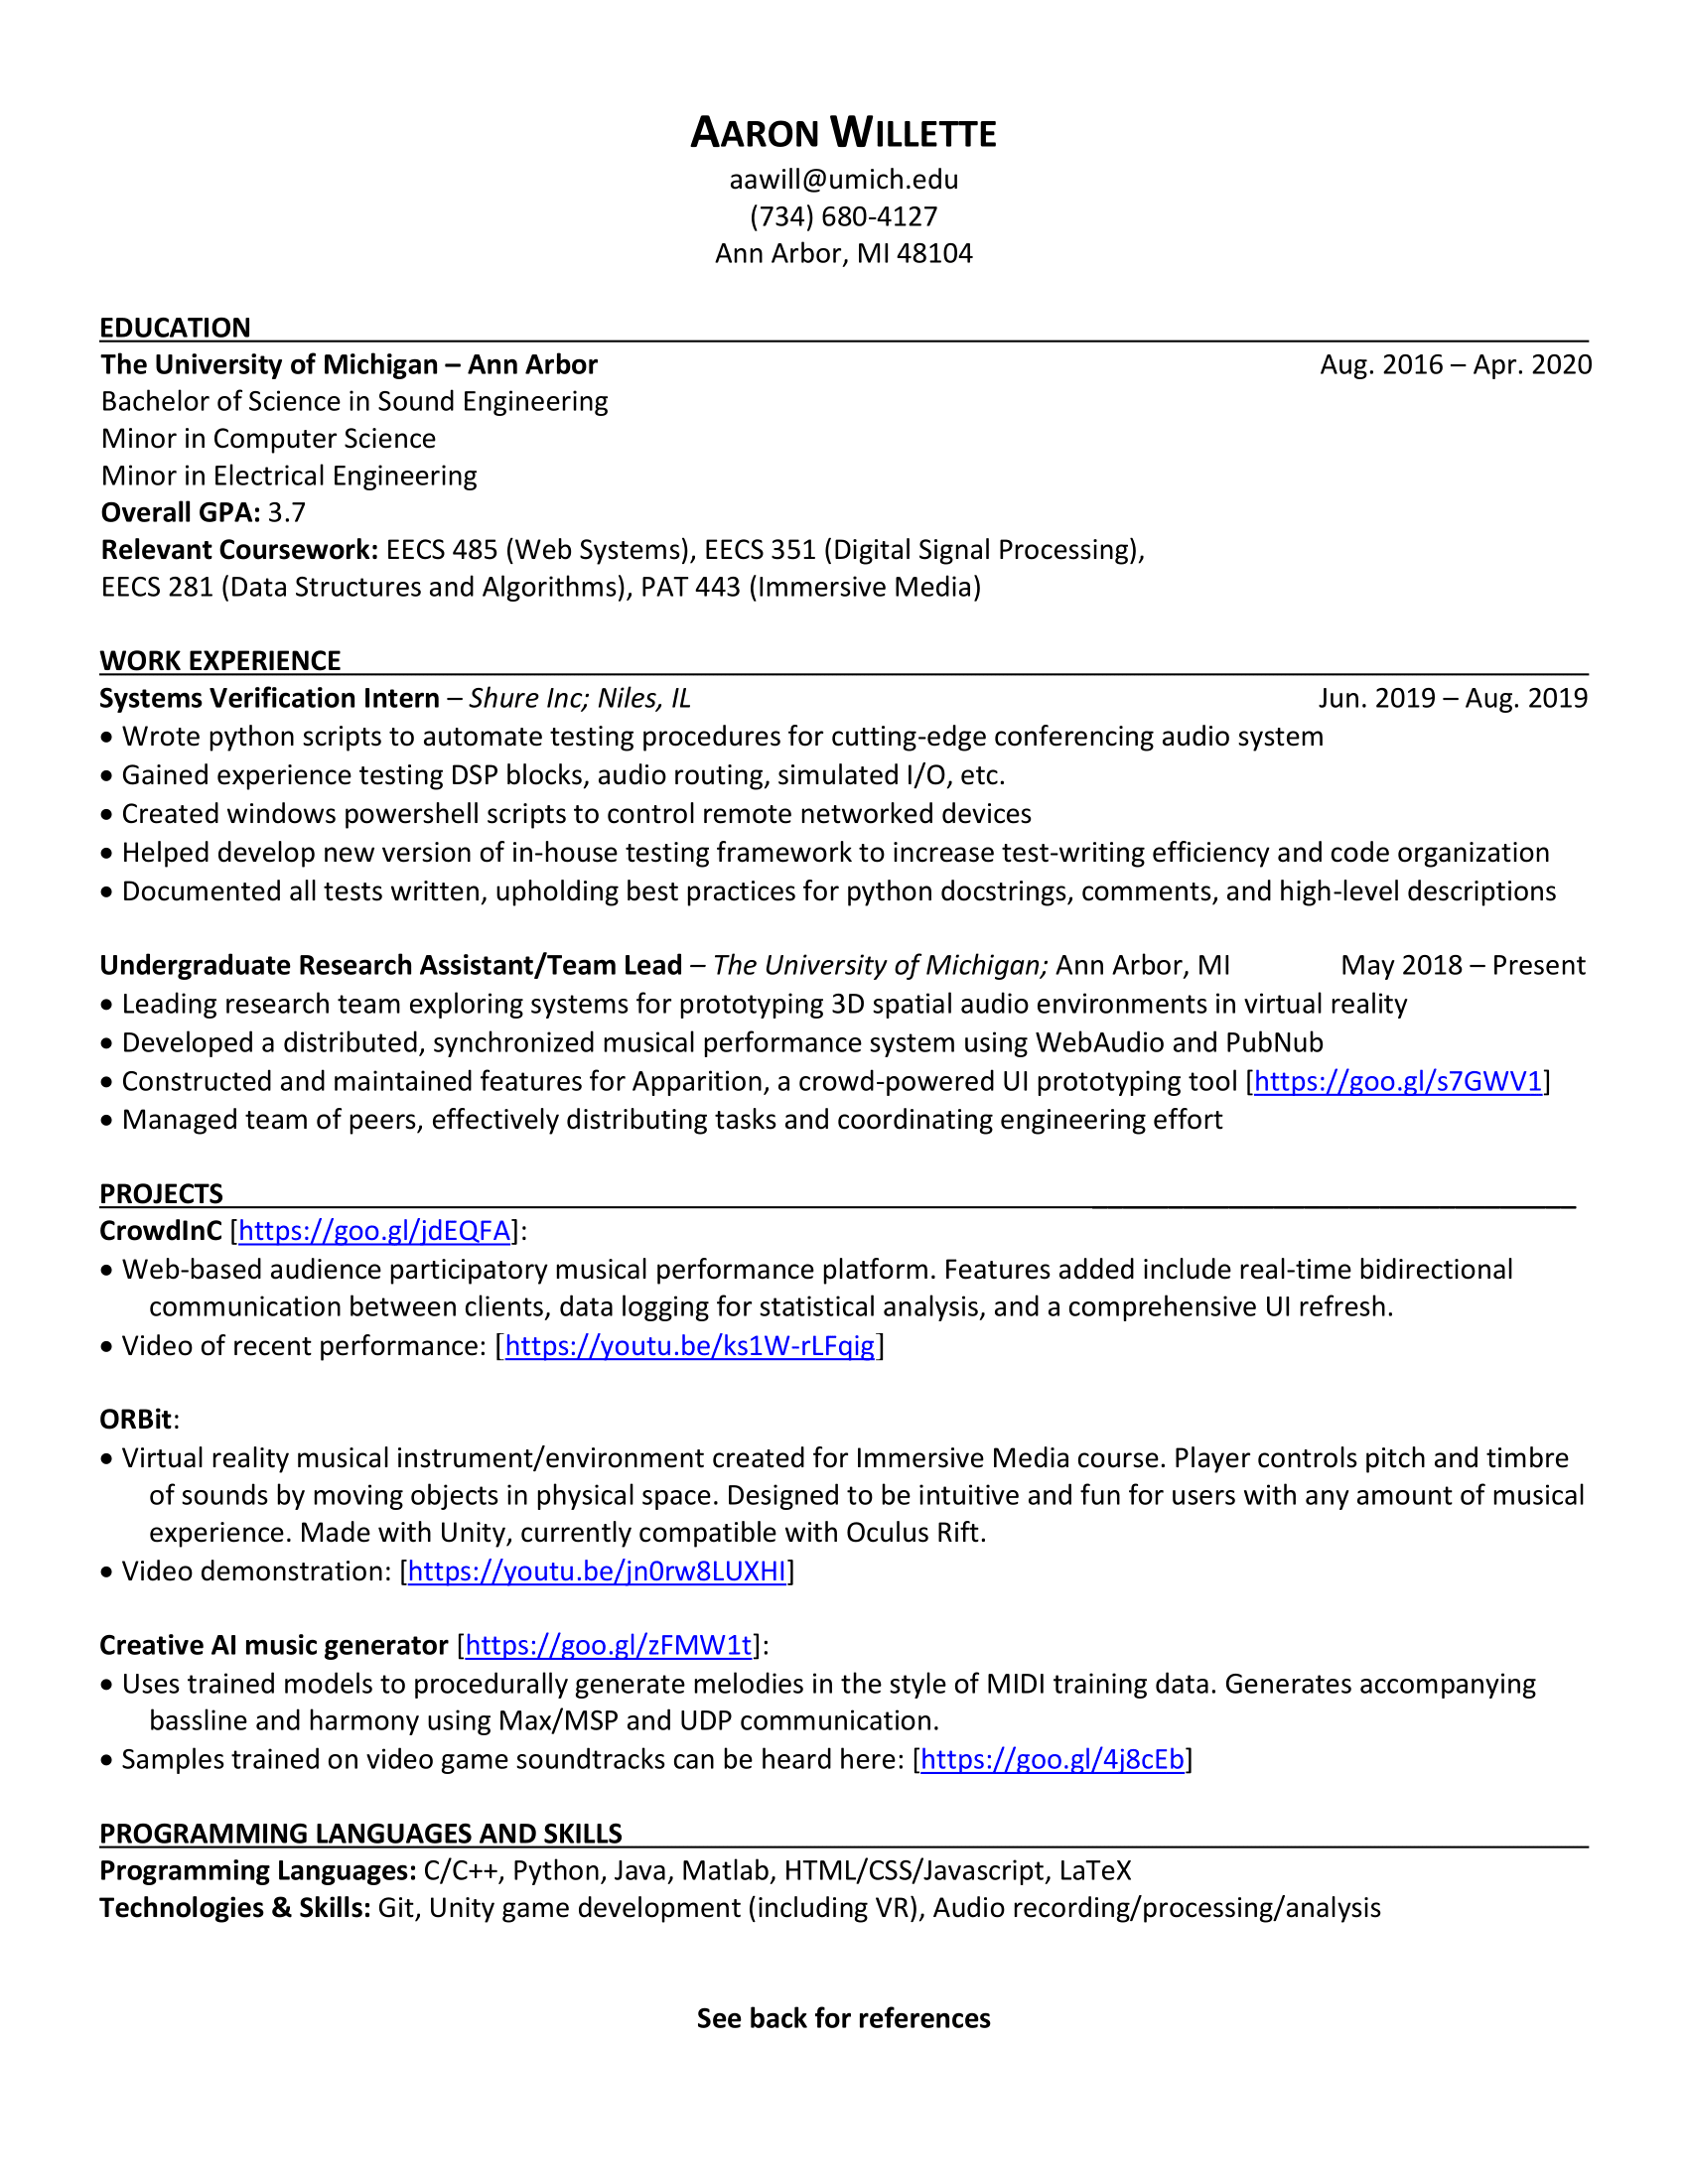 AARON WILLETTE
aawill@umich.edu
(734) 680-4127
Ann Arbor, MI 48104
EDUCATION
The University of Michigan – Ann Arbor Aug. 2016 – Apr. 2020
Bachelor of Science in Sound Engineering
Minor in Computer Science
Minor in Electrical Engineering
Overall GPA: 3.7
Relevant Coursework: EECS 485 (Web Systems), EECS 351 (Digital Signal Processing),
EECS 281 (Data Structures and Algorithms), PAT 443 (Immersive Media)
WORK EXPERIENCE
Systems Verification Intern – Shure Inc; Niles, IL Jun. 2019 – Aug. 2019
• Wrote python scripts to automate testing procedures for cutting-edge conferencing audio system
• Gained experience testing DSP blocks, audio routing, simulated I/O, etc.
• Created windows powershell scripts to control remote networked devices
• Helped develop new version of in-house testing framework to increase test-writing efficiency and code organization
• Documented all tests written, upholding best practices for python docstrings, comments, and high-level descriptions
Undergraduate Research Assistant/Team Lead – The University of Michigan; Ann Arbor, MI May 2018 – Present
• Leading research team exploring systems for prototyping 3D spatial audio environments in virtual reality
• Developed a distributed, synchronized musical performance system using WebAudio and PubNub
• Constructed and maintained features for Apparition, a crowd-powered UI prototyping tool [https://goo.gl/s7GWV1]
• Managed team of peers, effectively distributing tasks and coordinating engineering effort
PROJECTS
CrowdInC [https://goo.gl/jdEQFA]:
• Web-based audience participatory musical performance platform. Features added include real-time bidirectional
communication between clients, data logging for statistical analysis, and a comprehensive UI refresh.
• Video of recent performance: [https://youtu.be/ks1W-rLFqig]
ORBit:
• Virtual reality musical instrument/environment created for Immersive Media course. Player controls pitch and timbre
of sounds by moving objects in physical space. Designed to be intuitive and fun for users with any amount of musical
experience. Made with Unity, currently compatible with Oculus Rift.
• Video demonstration: [https://youtu.be/jn0rw8LUXHI]
Creative AI music generator [https://goo.gl/zFMW1t]:
• Uses trained models to procedurally generate melodies in the style of MIDI training data. Generates accompanying
bassline and harmony using Max/MSP and UDP communication.
• Samples trained on video game soundtracks can be heard here: [https://goo.gl/4j8cEb]
PROGRAMMING LANGUAGES AND SKILLS
Programming Languages: C/C++, Python, Java, Matlab, HTML/CSS/Javascript, LaTeX
Technologies & Skills: Git, Unity game development (including VR), Audio recording/processing/analysis
See back for references